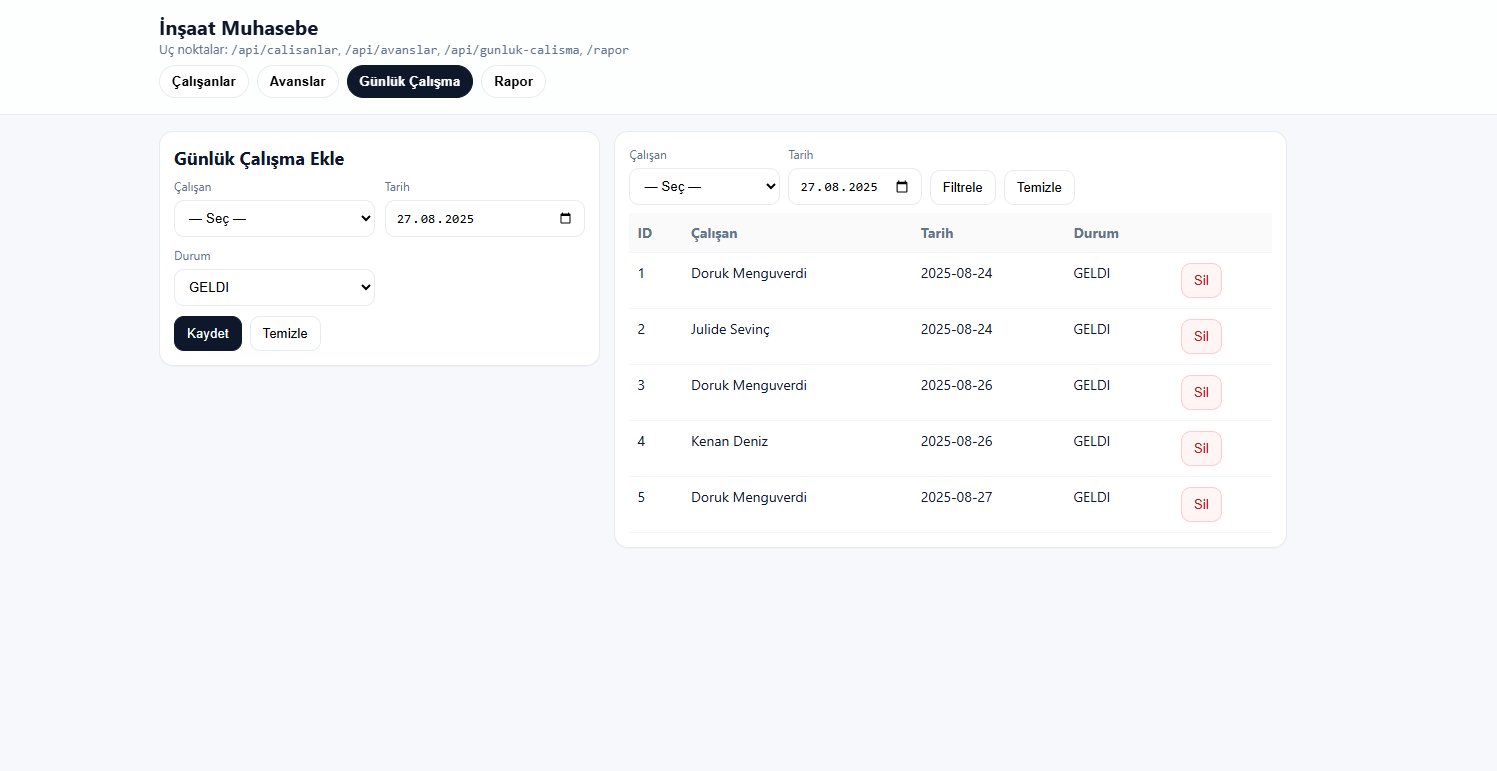 İnşaat Muhasebe
Uç noktalar: /api/calisanlar, /api/avanslar, /api/gunluk-calisma, /rapor
Çalışanlar Avanslar Günlük Çalışma Rapor
Günlük Çalışma Ekle
Çalışan Tarih
— Seç — 27.08.2025
Durum
GELDI
Kaydet Temizle
Çalışan Tarih
— Seç — 27.08.2025 Filtrele Temizle
ID Çalışan Tarih Durum
1 Doruk Menguverdi 2025-08-24 GELDI Sil
2 Julide Sevinç 2025-08-24 GELDI Sil
3 Doruk Menguverdi 2025-08-26 GELDI Sil
4 Kenan Deniz 2025-08-26 GELDI Sil
5 Doruk Menguverdi 2025-08-27 GELDI Sil